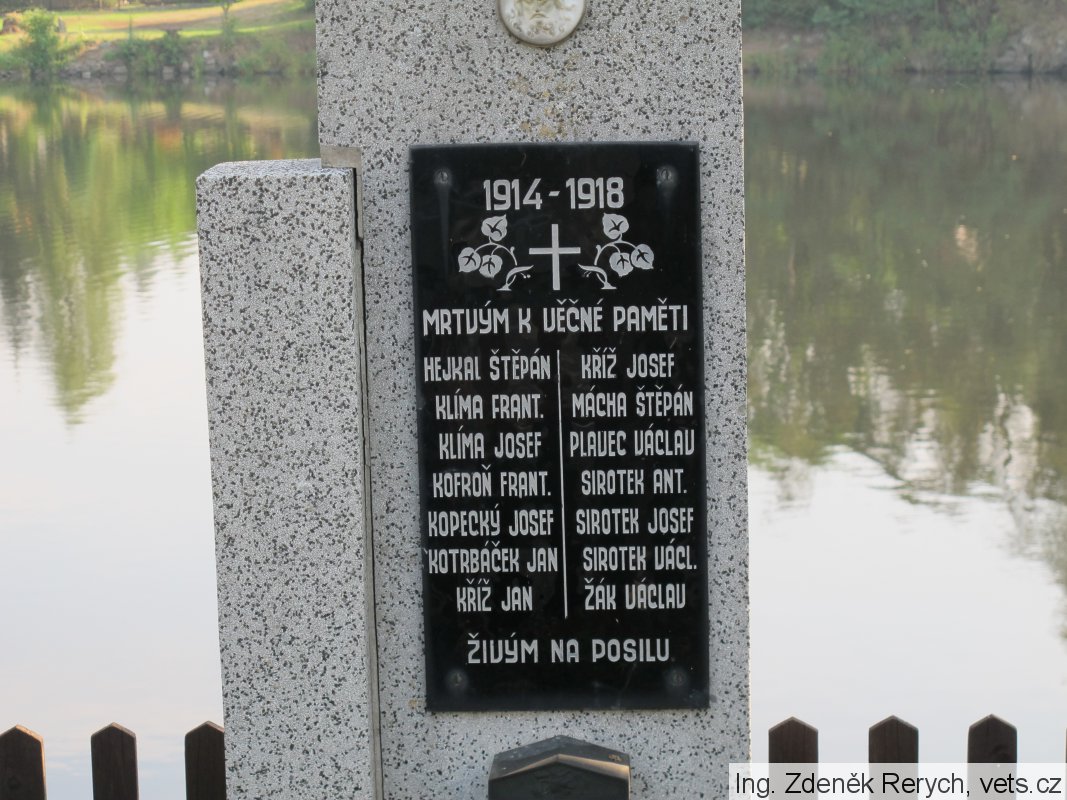 1914 - 1918
MRTVÝM K VĚČNÉ PAMĚTI
HEJKAL ŠTĚPÁN
KLÍMA FRANT.
KLÍMA JOSEF
KOFROŇ FRANT.
KOPECKÝ JOSEF
KOTRBÁČEK JAN
KŘÍŽ JAN
KŘÍŽ JOSEF
MÁCHA ŠTĚPÁN
PLAVEC VÁCLAV
SIROTEK ANT.
SIROTEK JOSEF
SIROTEK VÁCL.
ŽÁK VÁCLAV
ŽIVÝM NA POSILU
Ing. Zdeněk Rerych, vets.cz